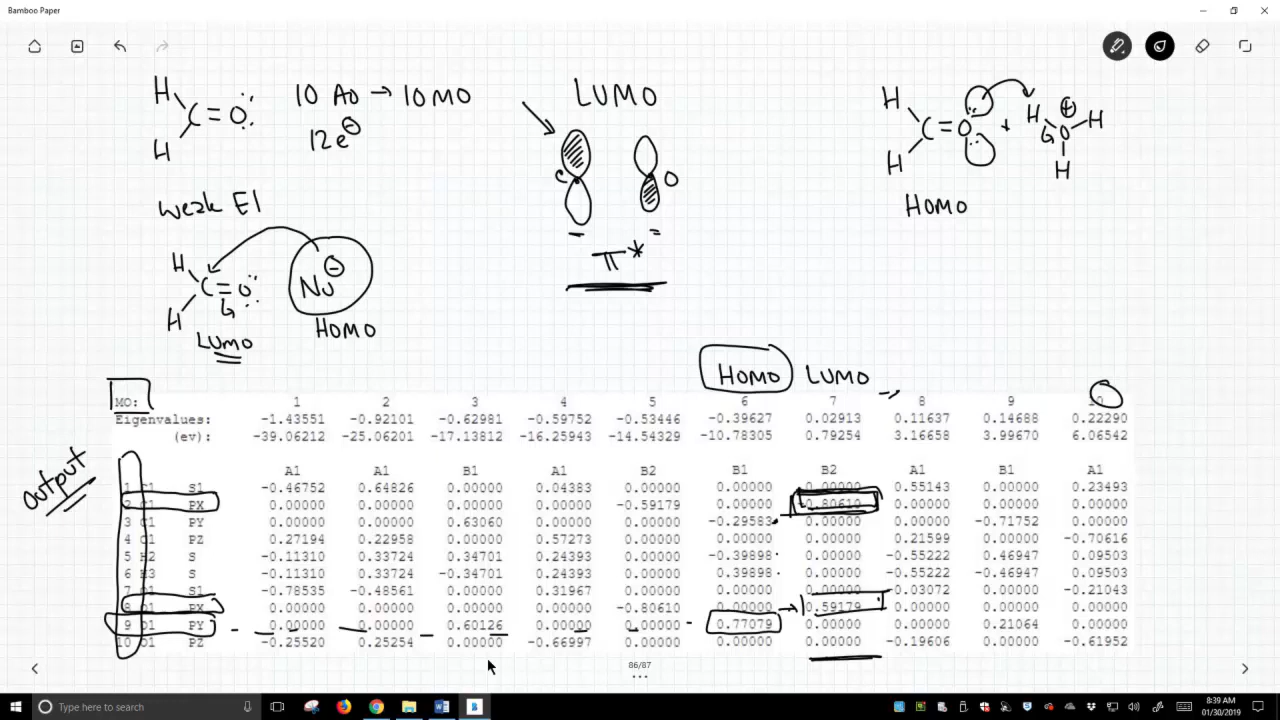 Bamboo Paper
H
C=O
H
10 AO → 10MO
12e⊖
LUMO
C
O
π*
H
C=O
H
+
H
O
⊕
H
H
HOMO
weak El
H
C=O
H
LUMO
Nu⊖
HOMO
HOMO LUMO →
MO: 1 2 3 4 5 6 7 8 9 10
Eigenvalues: -1.43551 -0.92101 -0.62981 -0.59752 -0.53446 -0.39627 0.02913 0.11637 0.14688 0.22290
(ev): -39.06212 -25.06201 -17.13812 -16.25943 -14.54329 -10.78305 0.79254 3.16658 3.99670 6.06542
output
A1 A1 B1 A1 B2 B1 B2 A1 B1 A1
1 C1 S1 -0.46752 0.64826 0.00000 0.04383 0.00000 0.00000 0.00000 0.55143 0.00000 0.23493
2 PX 0.00000 0.00000 0.00000 0.00000 -0.59179 0.00000 0.80610 0.00000 0.00000 0.00000
3 C1 PY 0.00000 0.00000 0.63060 0.00000 0.00000 -0.29583 0.00000 0.00000 -0.71752 0.00000
4 C1 PZ 0.27194 0.22958 0.00000 0.57273 0.00000 0.00000 0.00000 0.21599 0.00000 -0.70616
5 H2 S -0.11310 0.33724 0.34701 0.24393 0.00000 -0.39898 0.00000 -0.55222 0.46947 0.09503
6 H3 S -0.11310 0.33724 -0.34701 0.24393 0.00000 0.39898 0.00000 -0.55222 -0.46947 0.09503
7 O1 S1 -0.78535 -0.48561 0.00000 0.31967 0.00000 0.00000 0.00000 -0.03072 0.00000 -0.21043
8 O1 PX 0.00000 0.00000 0.00000 0.00000 -0.80610 0.00000 → 0.59179 0.00000 0.00000 0.00000
9 O1 PY 0.00000 0.00000 0.60126 0.00000 0.00000 0.77079 0.00000 0.00000 0.21064 0.00000
10 O1 PZ -0.25520 0.25254 0.00000 -0.66997 0.00000 0.00000 0.00000 -0.19606 0.00000 -0.61952
86/87
Type here to search
8:39 AM
01/30/2019